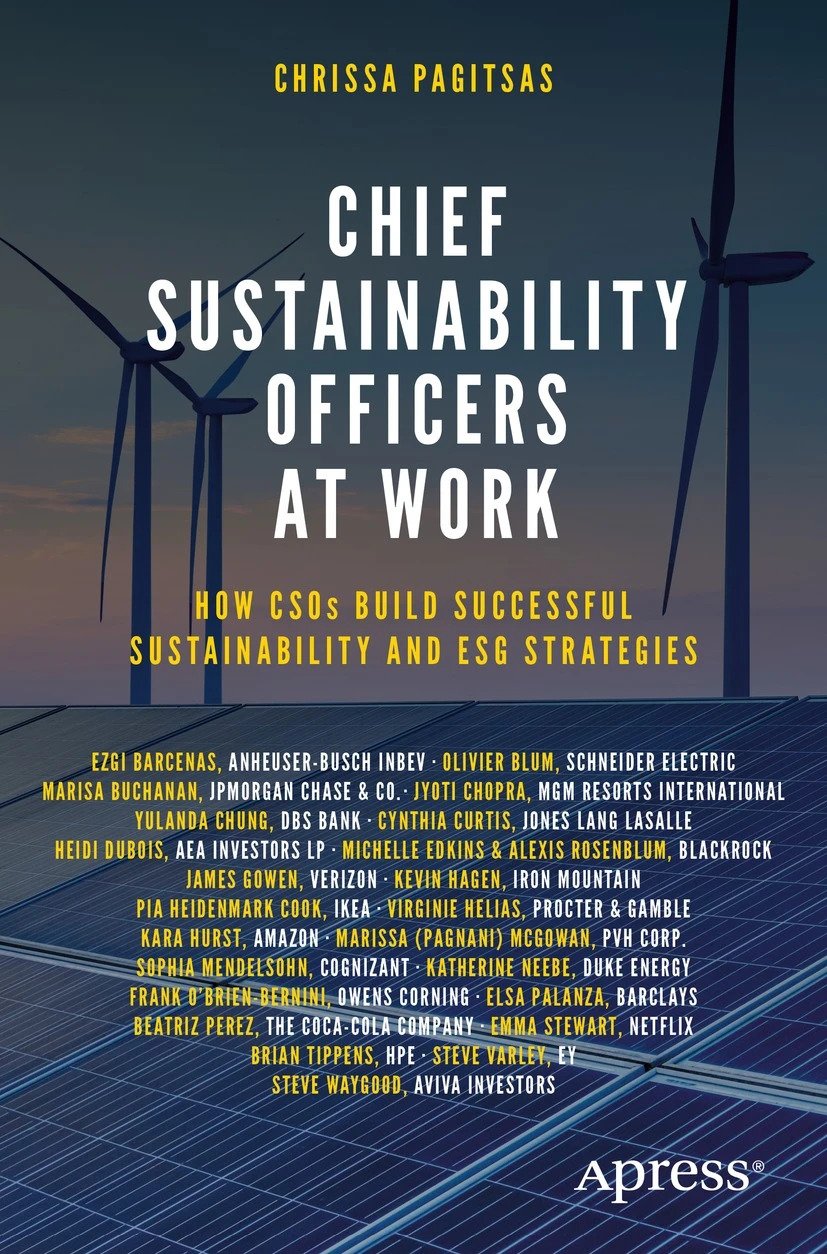 CHRISSA PAGITSAS
CHIEF
SUSTAINABILITY
OFFICERS
AT WORK
HOW CSOs BUILD SUCCESSFUL
SUSTAINABILITY AND ESG STRATEGIES
EZGI BARCENAS, ANHEUSER-BUSCH INBEV · OLIVIER BLUM, SCHNEIDER ELECTRIC
MARISA BUCHANAN, JPMORGAN CHASE & CO. · JYOTI CHOPRA, MGM RESORTS INTERNATIONAL
YULANDA CHUNG, DBS BANK · CYNTHIA CURTIS, JONES LANG LASALLE
HEIDI DUBOIS, AEA INVESTORS LP · MICHELLE EDKINS & ALEXIS ROSENBLUM, BLACKROCK
JAMES GOWEN, VERIZON · KEVIN HAGEN, IRON MOUNTAIN
PIA HEIDENMARK COOK, IKEA · VIRGINIE HELIAS, PROCTER & GAMBLE
KARA HURST, AMAZON · MARISSA (PAGNANI) MCGOWAN, PVH CORP.
SOPHIA MENDELSOHN, COGNIZANT · KATHERINE NEEBE, DUKE ENERGY
FRANK O'BRIEN-BERNINI, OWENS CORNING · ELSA PALANZA, BARCLAYS
BEATRIZ PEREZ, THE COCA-COLA COMPANY · EMMA STEWART, NETFLIX
BRIAN TIPPENS, HPE · STEVE VARLEY, EY
STEVE WAYGOOD, AVIVA INVESTORS
Apress®